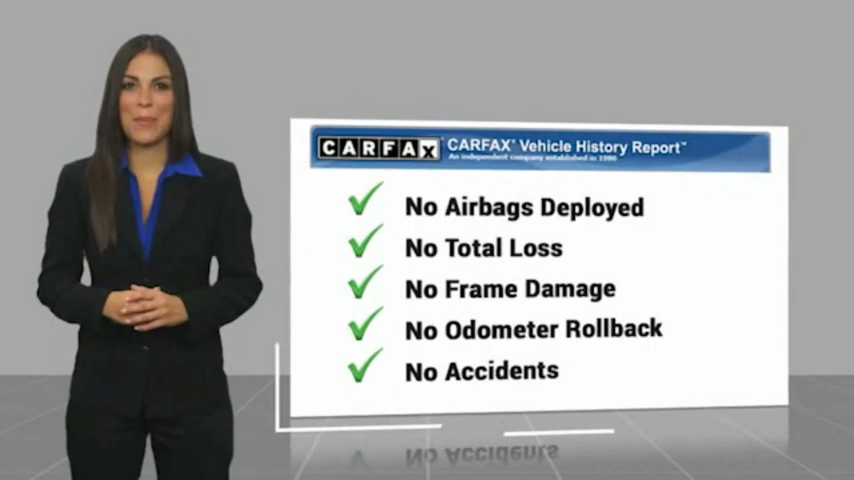 CARFAX CARFAX® Vehicle History Report™
An independent company established in 1986
No Airbags Deployed
No Total Loss
No Frame Damage
No Odometer Rollback
No Accidents
No Accidents